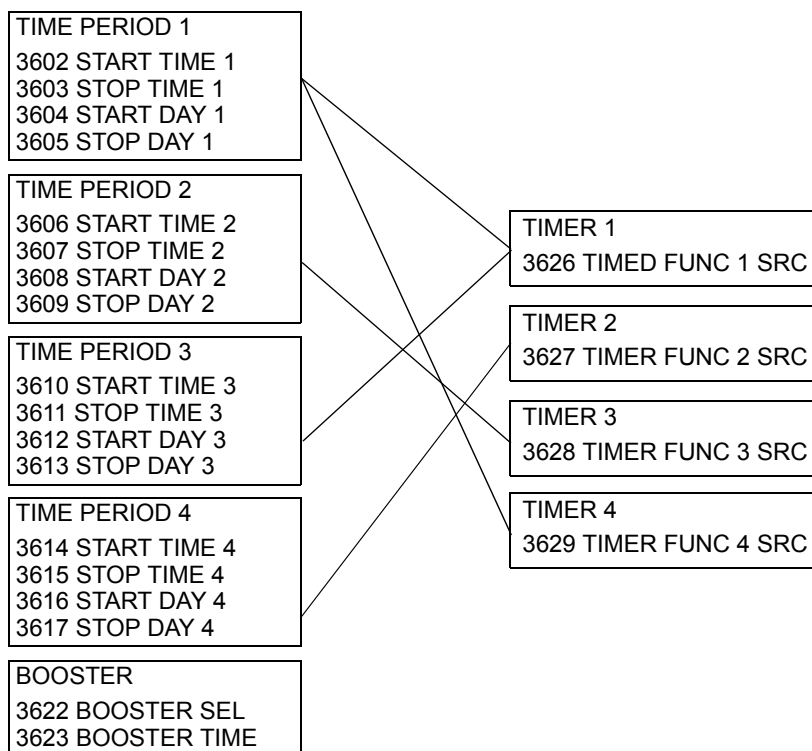 TIME PERIOD 1
3602 START TIME 1
3603 STOP TIME 1
3604 START DAY 1
3605 STOP DAY 1
TIME PERIOD 2
3606 START TIME 2
3607 STOP TIME 2
3608 START DAY 2
3609 STOP DAY 2
TIME PERIOD 3
3610 START TIME 3
3611 STOP TIME 3
3612 START DAY 3
3613 STOP DAY 3
TIME PERIOD 4
3614 START TIME 4
3615 STOP TIME 4
3616 START DAY 4
3617 STOP DAY 4
BOOSTER
3622 BOOSTER SEL
3623 BOOSTER TIME
TIMER 1
3626 TIMED FUNC 1 SRC
TIMER 2
3627 TIMER FUNC 2 SRC
TIMER 3
3628 TIMER FUNC 3 SRC
TIMER 4
3629 TIMER FUNC 4 SRC